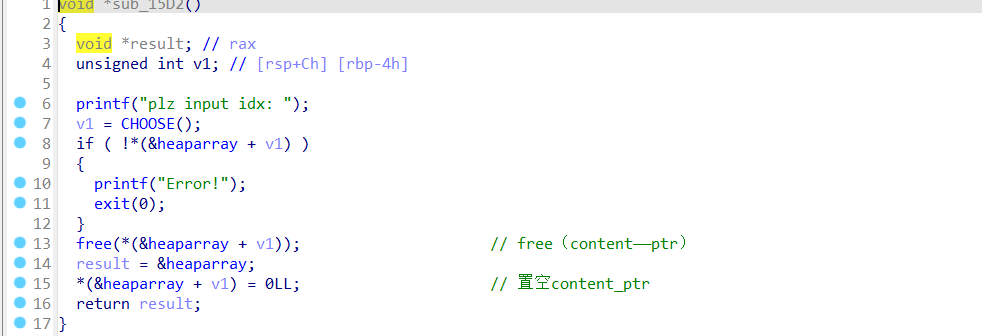 1 void *sub_15D2()
2 {
3 void *result; // rax
4 unsigned int v1; // [rsp+Ch] [rbp-4h]
5
6 printf("plz input idx: ");
7 v1 = CHOOSE();
8 if ( !*(&heaparray + v1) )
9 {
10 printf("Error!");
11 exit(0);
12 }
13 free(*(&heaparray + v1)); // free（content——ptr）
14 result = &heaparray;
15 *(&heaparray + v1) = 0LL; // 置空content_ptr
16 return result;
17 }